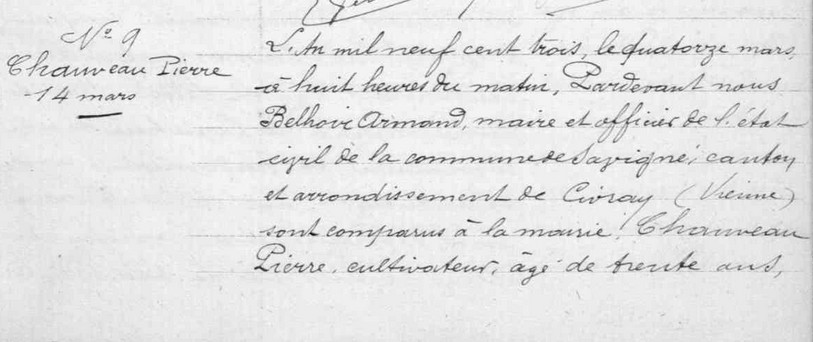 No 9
Chauveau Pierre
14 mars
L'An mil neuf cent trois, le quatorze mars,
à huit heures du matin, Pardevant nous
Belhoir Armand, maire et officier de l'état
civil de la commune de Savigné, canton
et arrondissement de Civray (Vienne)
sont comparus à la mairie Chauveau
Pierre, cultivateur, âgé de trente ans,